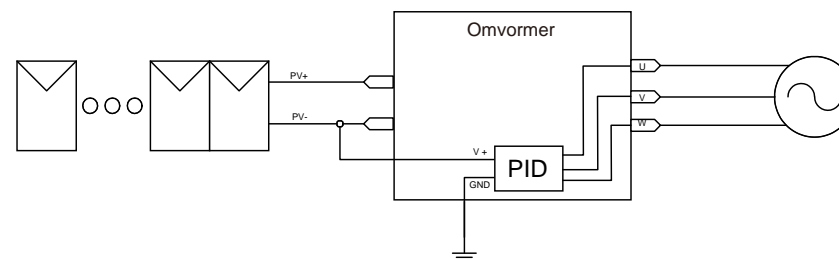 Omvormer
PV+
PV-
U
V
W
V +
GND
PID